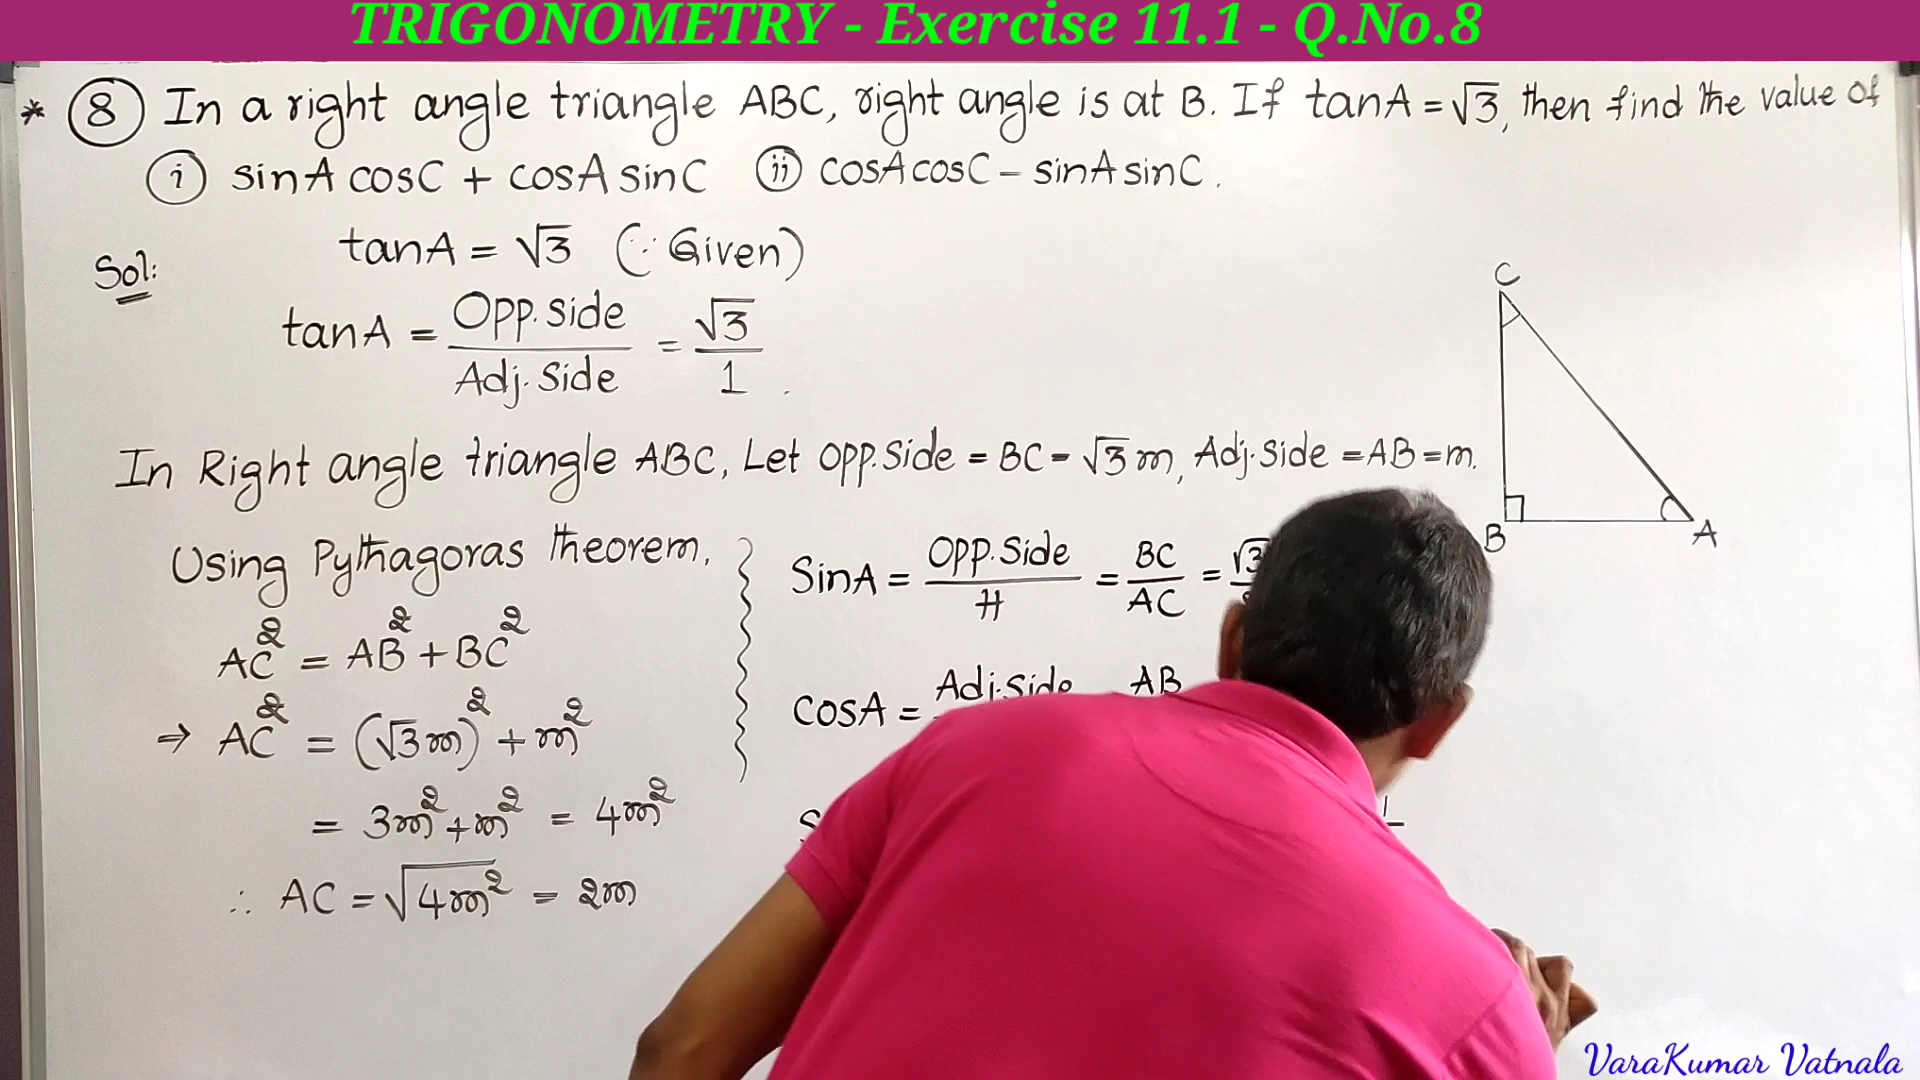 TRIGONOMETRY - Exercise 11.1 - Q.No.8
* ⑧ In a right angle triangle ABC, right angle is at B. If tanA = √3, then find the value of
ⓘ sinA cosC + cosA sinC ⓘⓘ cosA cosC - sinA sinC.
Sol:
tanA = √3 (∵ Given)
tanA = Opp.Side / Adj.Side = √3 / 1.
In Right angle triangle ABC, Let Opp.Side = BC = √3m, Adj.Side = AB = m.
Using Pythagoras theorem,
AC² = AB² + BC²
⇒ AC² = (√3m)² + m²
= 3m² + m² = 4m²
∴ AC = √4m² = 2m
SinA = Opp.Side / H = BC / AC = √3
CosA = Adj.Side AB
C
B
A
VaraKumar Vatnala